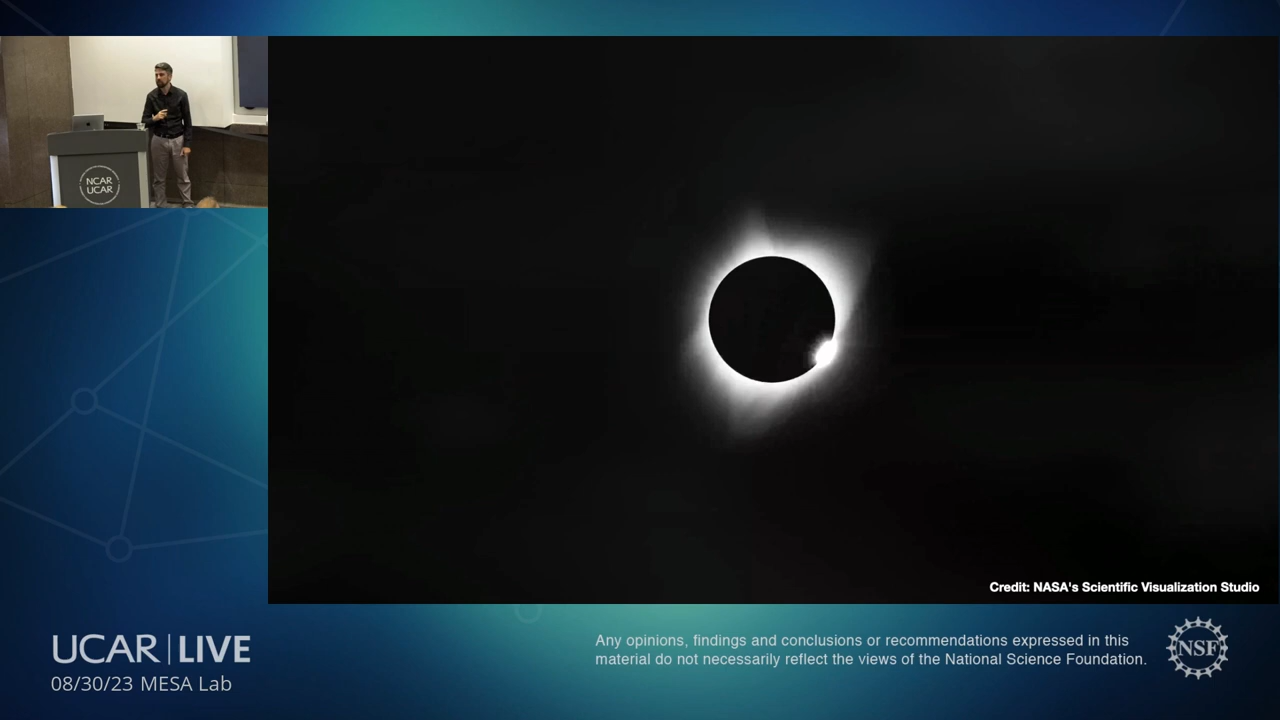 NCAR
UCAR
Credit: NASA's Scientific Visualization Studio
UCAR | LIVE
08/30/23 MESA Lab
Any opinions, findings and conclusions or recommendations expressed in this
material do not necessarily reflect the views of the National Science Foundation.
NSF